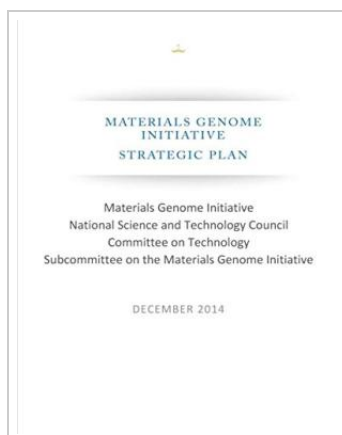 MATERIALS GENOME
INITIATIVE
STRATEGIC PLAN
Materials Genome Initiative
National Science and Technology Council
Committee on Technology
Subcommittee on the Materials Genome Initiative
DECEMBER 2014